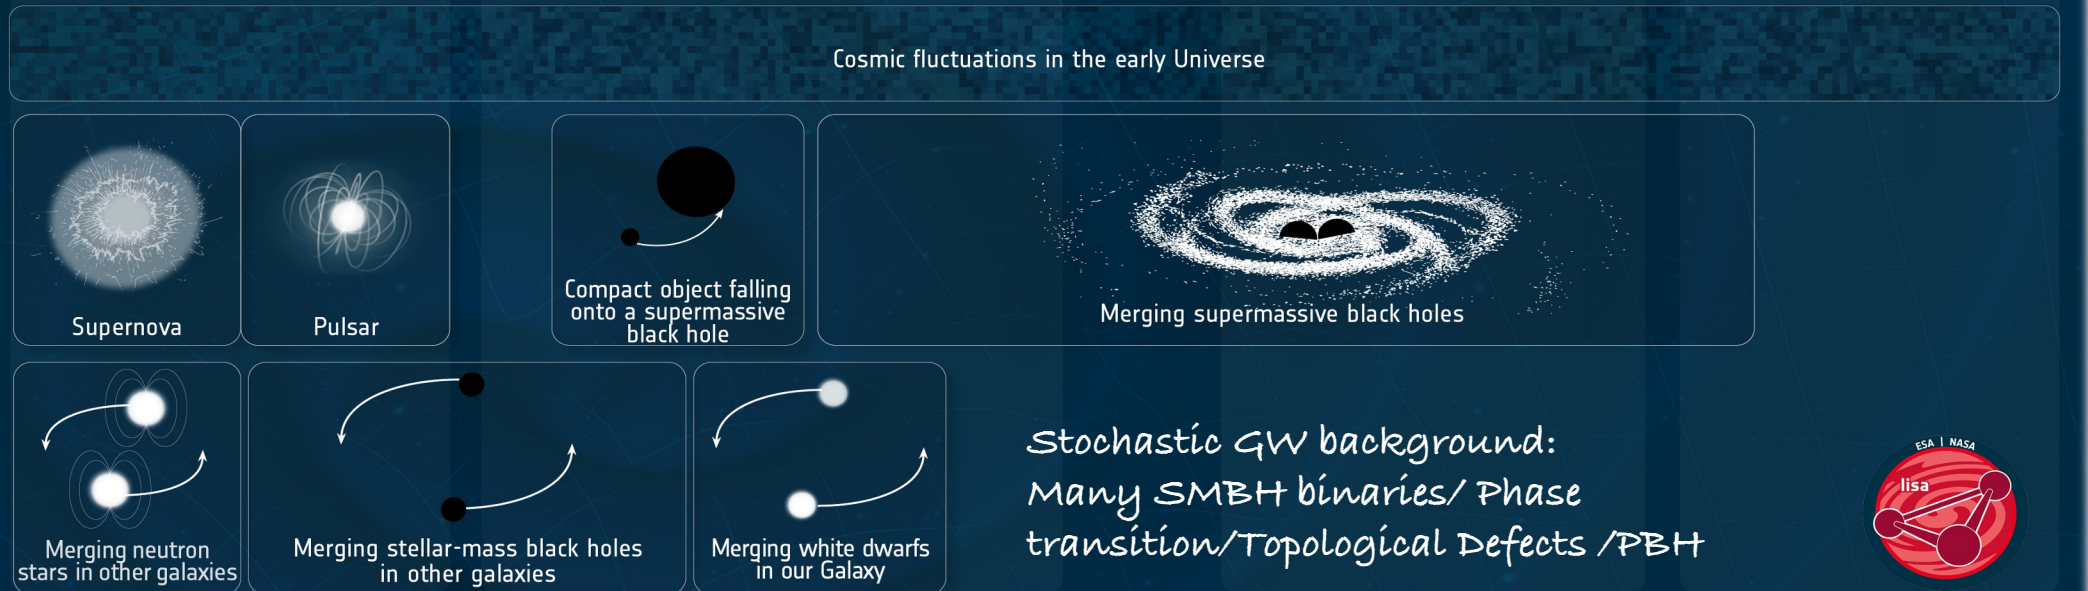 Cosmic fluctuations in the early Universe
Supernova
Pulsar
Compact object falling
onto a supermassive
black hole
Merging supermassive black holes
Merging neutron
stars in other galaxies
Merging stellar-mass black holes
in other galaxies
Merging white dwarfs
in our Galaxy
Stochastic GW background:
Many SMBH binaries/ Phase
transition/Topological Defects /PBH
ESA | NASA
lisa